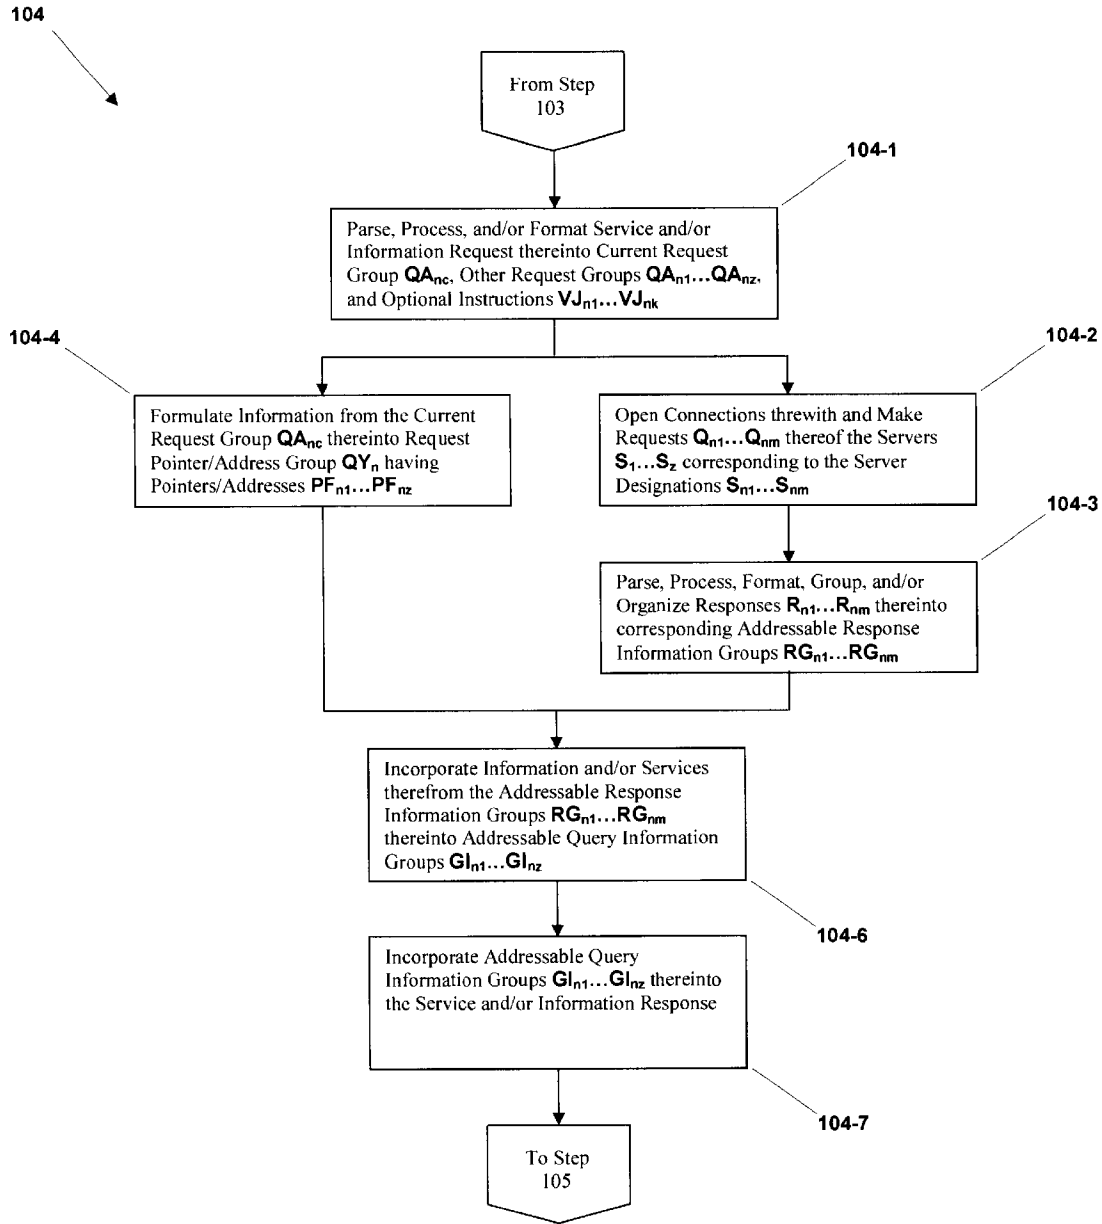 104
From Step
103
104-1
Parse, Process, and/or Format Service and/or
Information Request thereinto Current Request
Group QAnc, Other Request Groups QAn1...QAnz,
and Optional Instructions VJn1...VJnk
104-4
104-2
Formulate Information from the Current
Request Group QAnc thereinto Request
Pointer/Address Group QYn having
Pointers/Addresses PFn1...PFnz
Open Connections threwith and Make
Requests Qn1...Qnm thereof the Servers
S1...Sz corresponding to the Server
Designations Sn1...Snm
104-3
Parse, Process, Format, Group, and/or
Organize Responses Rn1...Rnm thereinto
corresponding Addressable Response
Information Groups RGn1...RGnm
Incorporate Information and/or Services
therefrom the Addressable Response
Information Groups RGn1...RGnm
thereinto Addressable Query Information
Groups GIn1...GInz
104-6
Incorporate Addressable Query
Information Groups GIn1...GInz thereinto
the Service and/or Information Response
104-7
To Step
105